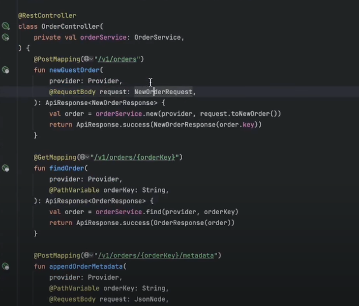 @RestController
class OrderController(
private val orderService: OrderService,
) {
@PostMapping("/v1/orders")
fun newGuestOrder(
provider: Provider,
@RequestBody request: NewOrderRequest,
): ApiResponse<NewOrderResponse> {
val order = orderService.new(provider, request.toNewOrder())
return ApiResponse.success(NewOrderResponse(order.key))
}
@GetMapping("/v1/orders/{orderKey}")
fun findOrder(
provider: Provider,
@PathVariable orderKey: String,
): ApiResponse<OrderResponse> {
val order = orderService.find(provider, orderKey)
return ApiResponse.success(OrderResponse(order))
}
@PostMapping("/v1/orders/{orderKey}/metadata")
fun appendOrderMetadata(
provider: Provider,
@PathVariable orderKey: String,
@RequestBody request: JsonNode,